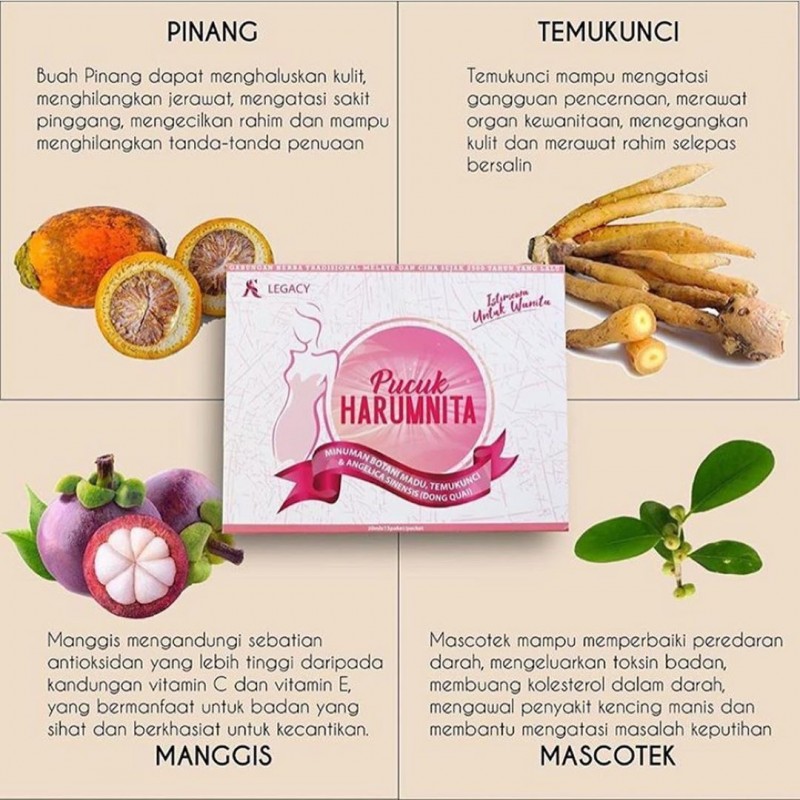 PINANG
Buah Pinang dapat menghaluskan kulit,
menghilangkan jerawat, mengatasi sakit
pinggang, mengecilkan rahim dan mampu
menghilangkan tanda-tanda penuaan
TEMUKUNCI
Temukunci mampu mengatasi
gangguan pencernaan, merawat
organ kewanitaan, menegangkan
kulit dan merawat rahim selepas
bersalin
LEGACY
Istimewa
Untuk Wanita
Pucuk
HARUMNITA
MINUMAN BOTANI MADU, TEMUKUNCI
& ANGELICA SINENSIS (DONG QUAI)
Manggis mengandungi sebatian
antioksidan yang lebih tinggi daripada
kandungan vitamin C dan vitamin E,
yang bermanfaat untuk badan yang
sihat dan berkhasiat untuk kecantikan.
MANGGIS
Mascotek mampu memperbaiki peredaran
darah, mengeluarkan toksin badan,
membuang kolesterol dalam darah,
mengawal penyakit kencing manis dan
membantu mengatasi masalah keputihan
MASCOTEK